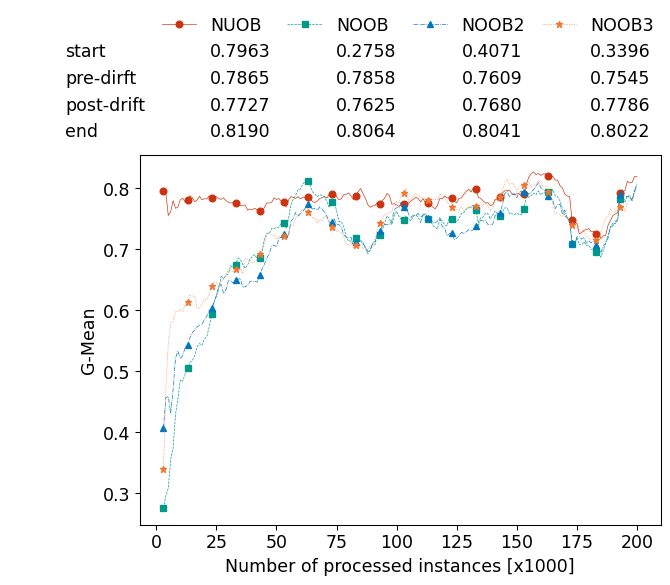 NUOB NOOB NOOB2 NOOB3
start 0.7963 0.2758 0.4071 0.3396
pre-dirft 0.7865 0.7858 0.7609 0.7545
post-drift 0.7727 0.7625 0.7680 0.7786
end 0.8190 0.8064 0.8041 0.8022
0.8
0.7
0.6
0.5
0.4
0.3
G-Mean
0 25 50 75 100 125 150 175 200
Number of processed instances [x1000]